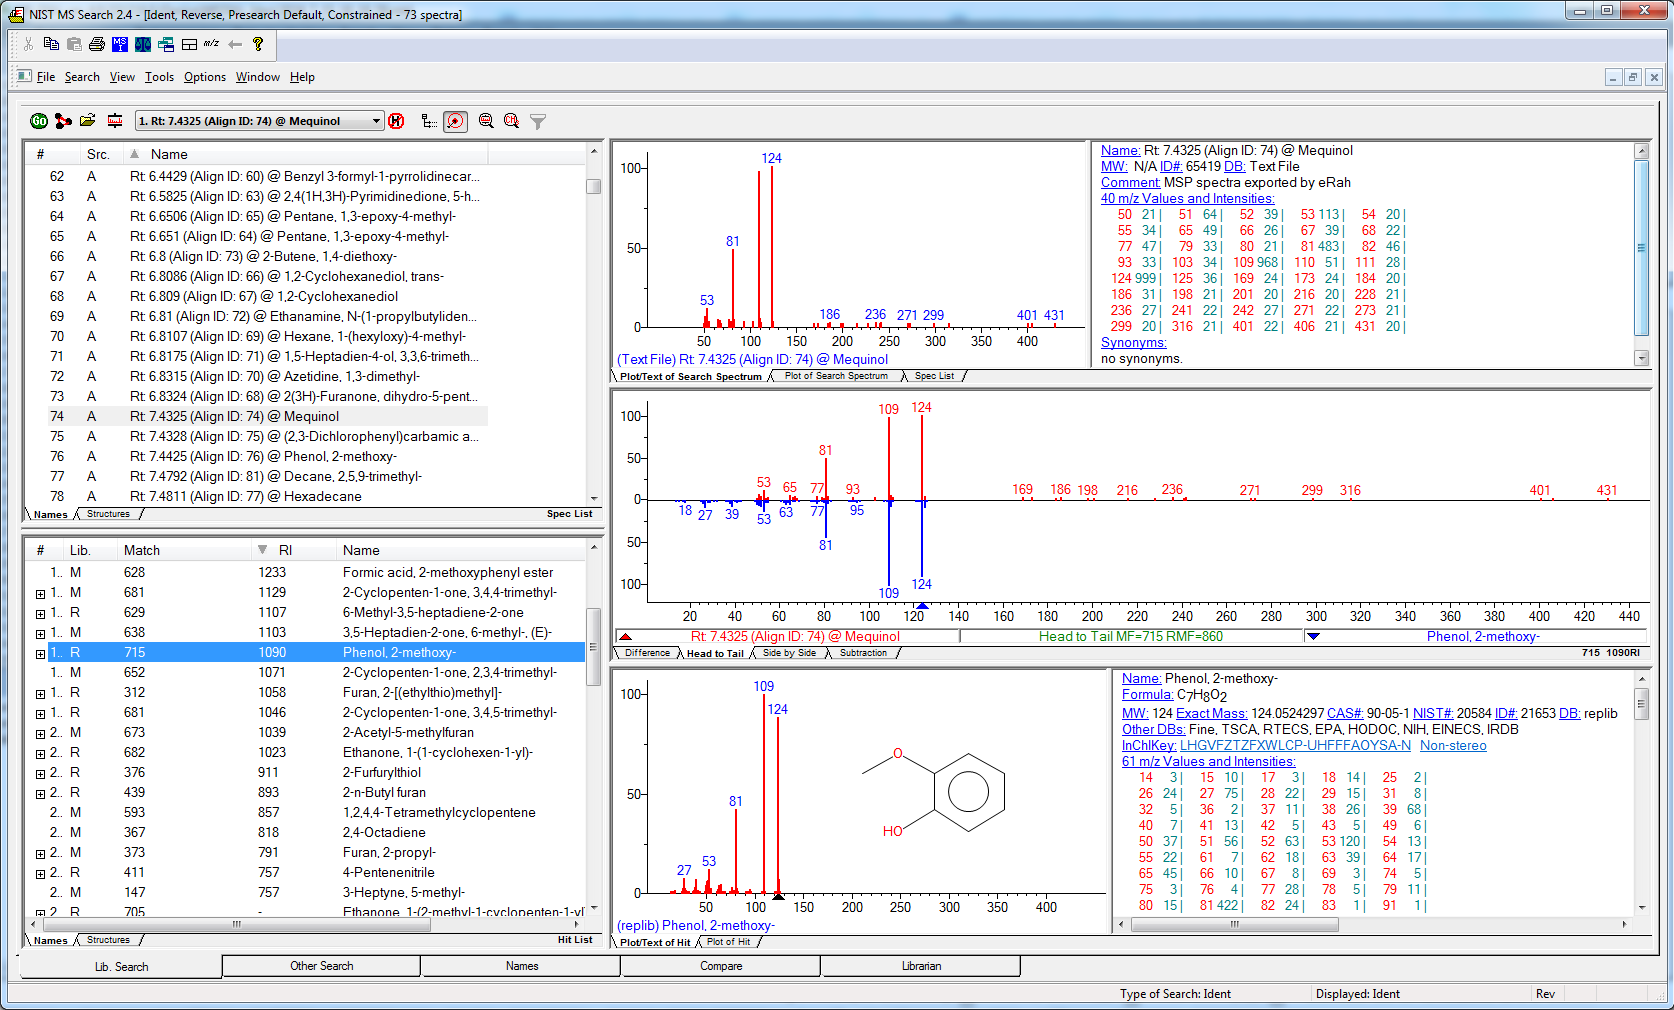 NIST MS Search 2.4 - [Ident, Reverse, Presearch Default, Constrained - 73 spectra]
File Search View Tools Options Window Help
1. Rt: 7.4325 (Align ID: 74) @ Mequinol
# Src. Name
62 A Rt: 6.4429 (Align ID: 60) @ Benzyl 3-formyl-1-pyrrolidinecar...
63 A Rt: 6.5825 (Align ID: 63) @ 2,4(1H,3H)-Pyrimidinedione, 5-h...
64 A Rt: 6.6506 (Align ID: 65) @ Pentane, 1,3-epoxy-4-methyl-
65 A Rt: 6.651 (Align ID: 64) @ Pentane, 1,3-epoxy-4-methyl-
66 A Rt: 6.8 (Align ID: 73) @ 2-Butene, 1,4-diethoxy-
67 A Rt: 6.8086 (Align ID: 66) @ 1,2-Cyclohexanediol, trans-
68 A Rt: 6.809 (Align ID: 67) @ 1,2-Cyclohexanediol
69 A Rt: 6.81 (Align ID: 72) @ Ethanamine, N-(1-propylbutyliden...
70 A Rt: 6.8107 (Align ID: 69) @ Hexane, 1-(hexyloxy)-4-methyl-
71 A Rt: 6.8175 (Align ID: 71) @ 1,5-Heptadien-4-ol, 3,3,6-trimeth...
72 A Rt: 6.8315 (Align ID: 70) @ Azetidine, 1,3-dimethyl-
73 A Rt: 6.8324 (Align ID: 68) @ 2(3H)-Furanone, dihydro-5-pent...
74 A Rt: 7.4325 (Align ID: 74) @ Mequinol
75 A Rt: 7.4328 (Align ID: 75) @ (2,3-Dichlorophenyl)carbamic a...
76 A Rt: 7.4425 (Align ID: 76) @ Phenol, 2-methoxy-
77 A Rt: 7.4792 (Align ID: 81) @ Decane, 2,5,9-trimethyl-
78 A Rt: 7.4811 (Align ID: 77) @ Hexadecane
Names Structures Spec List
# Lib. Match RI Name
1.. M 628 1233 Formic acid, 2-methoxyphenyl ester
1.. M 681 1129 2-Cyclopenten-1-one, 3,4,4-trimethyl-
1.. R 629 1107 6-Methyl-3,5-heptadiene-2-one
1.. M 638 1103 3,5-Heptadien-2-one, 6-methyl-, (E)-
1.. R 715 1090 Phenol, 2-methoxy-
1.. M 652 1071 2-Cyclopenten-1-one, 2,3,4-trimethyl-
1.. R 312 1058 Furan, 2-[(ethylthio)methyl]-
1.. R 681 1046 2-Cyclopenten-1-one, 3,4,5-trimethyl-
2.. M 673 1039 2-Acetyl-5-methylfuran
2.. R 682 1023 Ethanone, 1-(1-cyclohexen-1-yl)-
2.. R 376 911 2-Furfurylthiol
2.. R 439 893 2-n-Butyl furan
2.. M 593 857 1,2,4,4-Tetramethylcyclopentene
2.. M 367 818 2,4-Octadiene
2.. M 373 791 Furan, 2-propyl-
2.. R 411 757 4-Pentenenitrile
2.. M 147 757 3-Heptyne, 5-methyl-
2.. R 705 - Ethanone, 1-(2-methyl-1-cyclopenten-1-yl)
Names Structures Hit List
100
50
0
124
81
53
186 236 271 299 401 431
50 100 150 200 250 300 350 400
(Text File) Rt: 7.4325 (Align ID: 74) @ Mequinol
Plot/Text of Search Spectrum Plot of Search Spectrum Spec List
Name: Rt: 7.4325 (Align ID: 74) @ Mequinol
MW: N/A ID#: 65419 DB: Text File
Comment: MSP spectra exported by eRah
40 m/z Values and Intensities:
50 21| 51 64| 52 39| 53 113| 54 20|
55 34| 65 49| 66 26| 67 39| 68 22|
77 47| 79 33| 80 21| 81 483| 82 46|
93 33| 103 34| 109 968| 110 51| 111 28|
124 999| 125 36| 169 24| 173 24| 184 20|
186 31| 198 21| 201 20| 216 20| 228 21|
236 27| 241 22| 242 27| 271 22| 273 21|
299 20| 316 21| 401 22| 406 21| 431 20|
Synonyms:
no synonyms.
100
50
0
50
100
109 124
81
53 65 77 93 169 186 198 216 236 271 299 316 401 431
18 27 39 53 63 77 95
81
109 124
20 40 60 80 100 120 140 160 180 200 220 240 260 280 300 320 340 360 380 400 420 440
Rt: 7.4325 (Align ID: 74) @ Mequinol Head to Tail MF=715 RMF=860 Phenol, 2-methoxy-
Difference Head to Tail Side by Side Subtraction 715 1090RI
100
50
0
109
124
81
27 53
O
HO
50 100 150 200 250 300 350 400
(replib) Phenol, 2-methoxy-
Plot/Text of Hit Plot of Hit
Name: Phenol, 2-methoxy-
Formula: C7H8O2
MW: 124 Exact Mass: 124.0524297 CAS#: 90-05-1 NIST#: 20584 ID#: 21653 DB: replib
Other DBs: Fine, TSCA, RTECS, EPA, HODOC, NIH, EINECS, IRDB
InChIKey: LHGVFZTZFXWLCP-UHFFFAOYSA-N Non-stereo
61 m/z Values and Intensities:
14 3| 15 10| 17 3| 18 14| 25 2|
26 24| 27 75| 28 22| 29 15| 31 8|
32 5| 36 2| 37 11| 38 26| 39 68|
40 7| 41 13| 42 5| 43 5| 49 6|
50 37| 51 56| 52 63| 53 120| 54 13|
55 22| 61 7| 62 18| 63 39| 64 17|
65 45| 66 10| 67 8| 69 3| 74 5|
75 3| 76 4| 77 28| 78 5| 79 11|
80 15| 81 422| 82 24| 83 1| 91 1|
Lib. Search Other Search Names Compare Librarian
Type of Search: Ident Displayed: Ident Rev